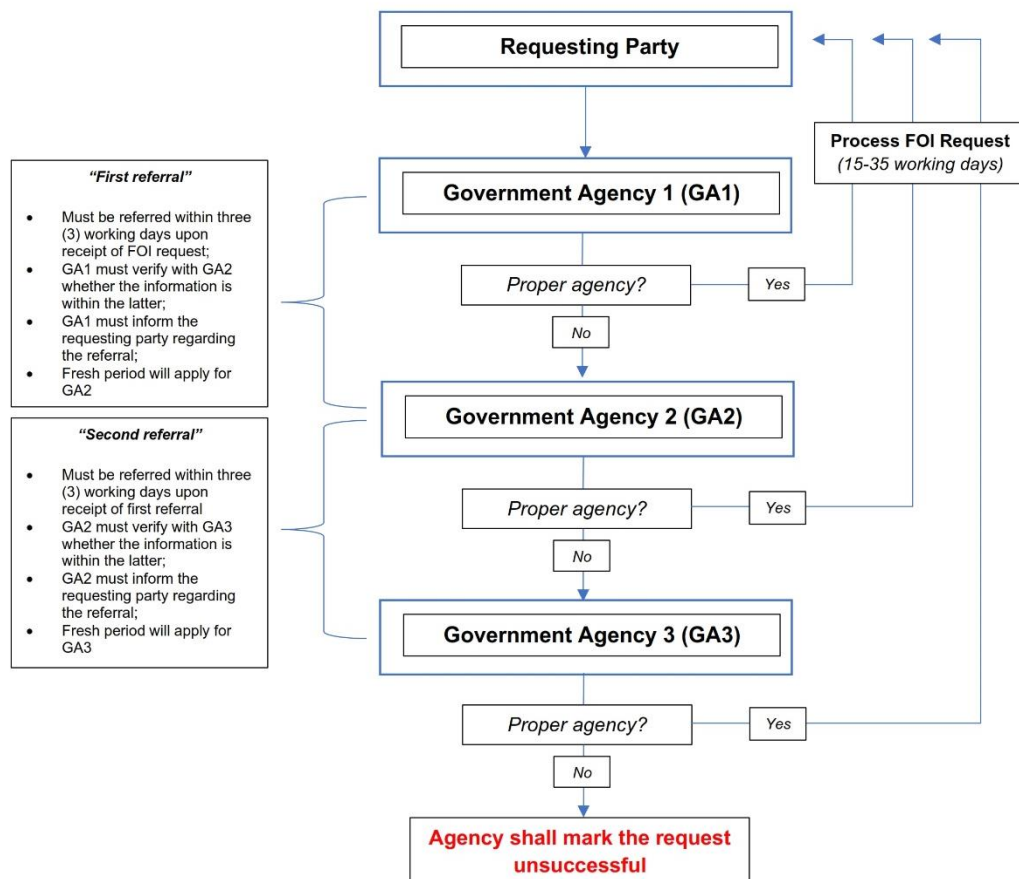 Requesting Party
Process FOI Request
(15-35 working days)
“First referral”
• Must be referred within three
(3) working days upon
receipt of FOI request;
• GA1 must verify with GA2
whether the information is
within the latter;
• GA1 must inform the
requesting party regarding
the referral;
• Fresh period will apply for
GA2
Government Agency 1 (GA1)
Proper agency?
Yes
No
Government Agency 2 (GA2)
“Second referral”
• Must be referred within three
(3) working days upon
receipt of first referral
• GA2 must verify with GA3
whether the information is
within the latter;
• GA2 must inform the
requesting party regarding
the referral;
• Fresh period will apply for
GA3
Proper agency?
Yes
No
Government Agency 3 (GA3)
Proper agency?
Yes
No
Agency shall mark the request
unsuccessful